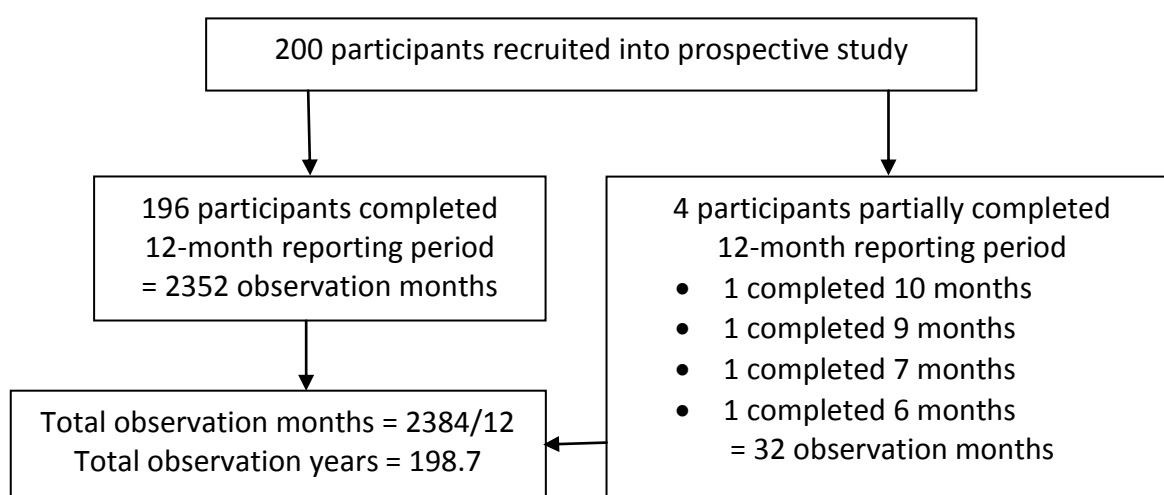 200 participants recruited into prospective study
196 participants completed
12-month reporting period
= 2352 observation months
4 participants partially completed
12-month reporting period
• 1 completed 10 months
• 1 completed 9 months
• 1 completed 7 months
• 1 completed 6 months
= 32 observation months
Total observation months = 2384/12
Total observation years = 198.7